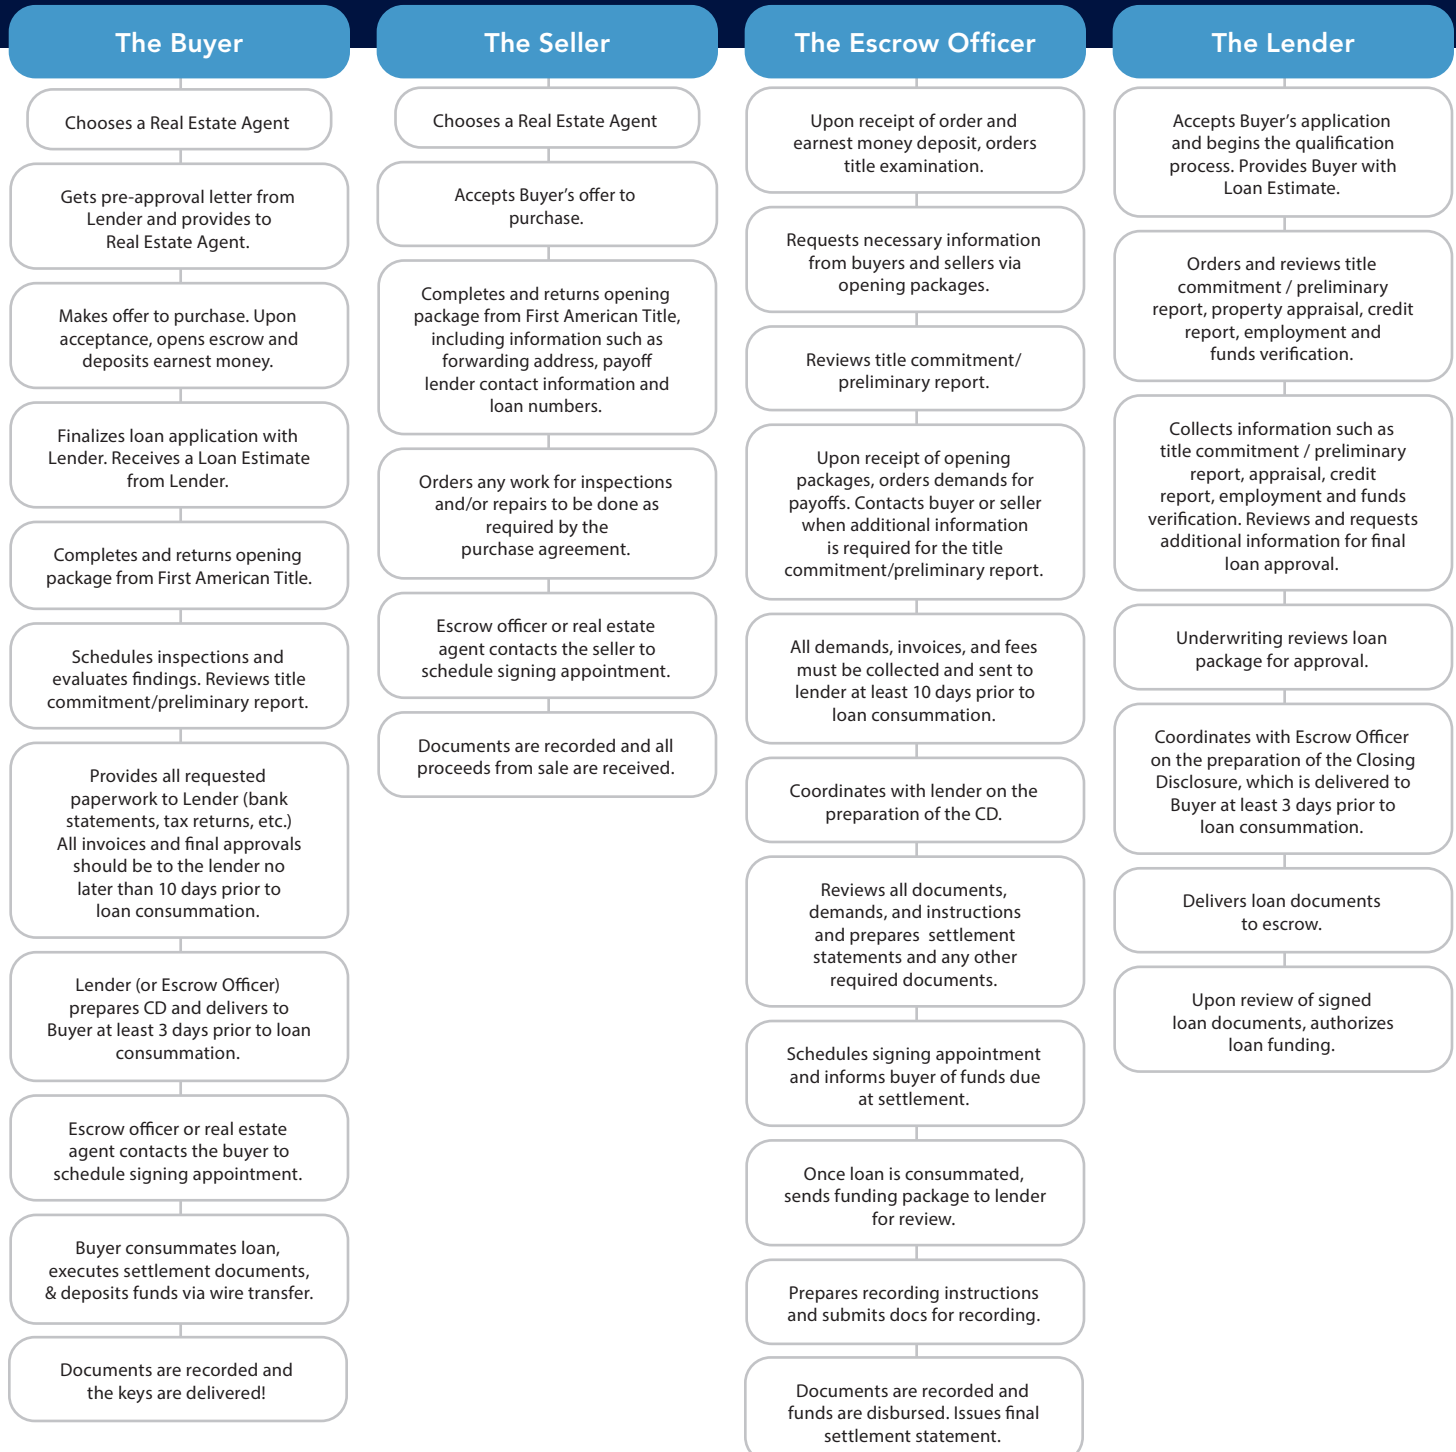 The Buyer
Chooses a Real Estate Agent
Gets pre-approval letter from
Lender and provides to
Real Estate Agent.
Makes offer to purchase. Upon
acceptance, opens escrow and
deposits earnest money.
Finalizes loan application with
Lender. Receives a Loan Estimate
from Lender.
Completes and returns opening
package from First American Title.
Schedules inspections and
evaluates findings. Reviews title
commitment/preliminary report.
Provides all requested
paperwork to Lender (bank
statements, tax returns, etc.)
All invoices and final approvals
should be to the lender no
later than 10 days prior to
loan consummation.
Lender (or Escrow Officer)
prepares CD and delivers to
Buyer at least 3 days prior to loan
consummation.
Escrow officer or real estate
agent contacts the buyer to
schedule signing appointment.
Buyer consummates loan,
executes settlement documents,
& deposits funds via wire transfer.
Documents are recorded and
the keys are delivered!
The Seller
Chooses a Real Estate Agent
Accepts Buyer's offer to
purchase.
Completes and returns opening
package from First American Title,
including information such as
forwarding address, payoff
lender contact information and
loan numbers.
Orders any work for inspections
and/or repairs to be done as
required by the
purchase agreement.
Escrow officer or real estate
agent contacts the seller to
schedule signing appointment.
Documents are recorded and all
proceeds from sale are received.
The Escrow Officer
Upon receipt of order and
earnest money deposit, orders
title examination.
Requests necessary information
from buyers and sellers via
opening packages.
Reviews title commitment/
preliminary report.
Upon receipt of opening
packages, orders demands for
payoffs. Contacts buyer or seller
when additional information
is required for the title
commitment/preliminary report.
All demands, invoices, and fees
must be collected and sent to
lender at least 10 days prior to
loan consummation.
Coordinates with lender on the
preparation of the CD.
Reviews all documents,
demands, and instructions
and prepares settlement
statements and any other
required documents.
Schedules signing appointment
and informs buyer of funds due
at settlement.
Once loan is consummated,
sends funding package to lender
for review.
Prepares recording instructions
and submits docs for recording.
Documents are recorded and
funds are disbursed. Issues final
settlement statement.
The Lender
Accepts Buyer's application
and begins the qualification
process. Provides Buyer with
Loan Estimate.
Orders and reviews title
commitment / preliminary
report, property appraisal, credit
report, employment and
funds verification.
Collects information such as
title commitment / preliminary
report, appraisal, credit
report, employment and funds
verification. Reviews and requests
additional information for final
loan approval.
Underwriting reviews loan
package for approval.
Coordinates with Escrow Officer
on the preparation of the Closing
Disclosure, which is delivered to
Buyer at least 3 days prior to
loan consummation.
Delivers loan documents
to escrow.
Upon review of signed
loan documents, authorizes
loan funding.